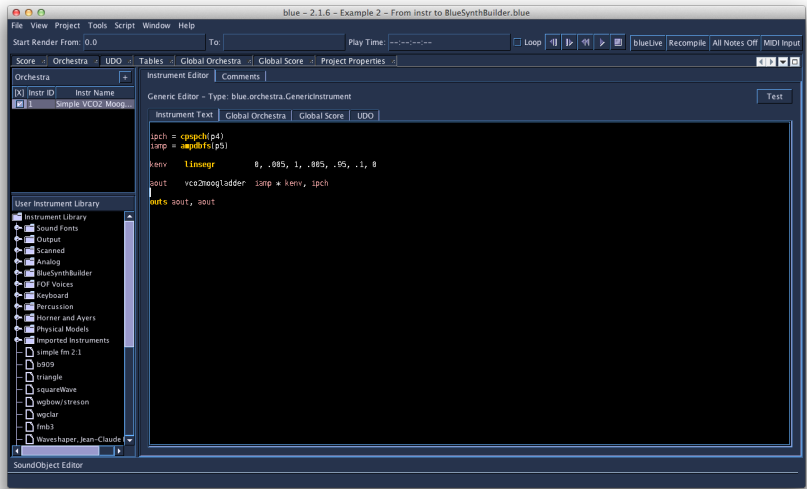 blue - 2.1.6 - Example 2 - From instr to BlueSynthBuilder.blue
File View Project Tools Script Window Help
Start Render From: 0.0 To: Play Time: --:--:--:-- Loop blueLive Recompile All Notes Off MIDI Input
Score Orchestra UDO Tables Global Orchestra Global Score Project Properties
Orchestra +
[X] Instr ID Instr Name
1 Simple VCO2 Moog...
Instrument Editor Comments
Generic Editor - Type: blue.orchestra.GenericInstrument Test
Instrument Text Global Orchestra Global Score UDO
ipch = cpspch(p4)
iamp = ampdbfs(p5)
kenv linsegr 0, .005, 1, .005, .95, .1, 0
aout vco2moogladder iamp * kenv, ipch
outs aout, aout
User Instrument Library
Instrument Library
Sound Fonts
Output
Scanned
Analog
BlueSynthBuilder
FOF Voices
Keyboard
Percussion
Horner and Ayers
Physical Models
Imported Instruments
simple fm 2:1
b909
triangle
squareWave
wgbow/streson
wgclar
fmb3
Waveshaper, Jean-Claude
SoundObject Editor